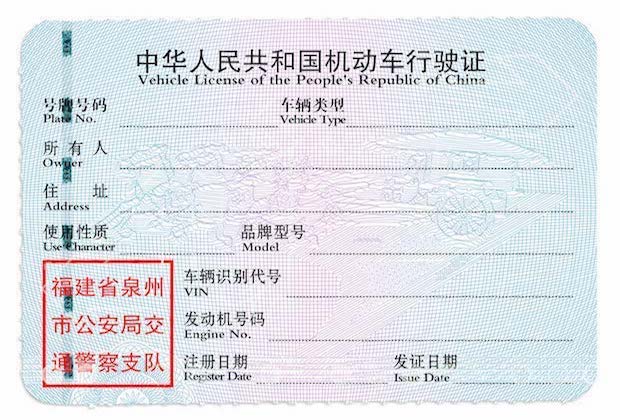 中华人民共和国机动车行驶证
Vehicle License of the People's Republic of China
号牌号码 车辆类型
Plate No. Vehicle Type
所有人
Owner
住址
Address
使用性质 品牌型号
Use Character Model
福建省泉州
市公安局交
通警察支队
车辆识别代号
VIN
发动机号码
Engine No.
注册日期 发证日期
Register Date Issue Date